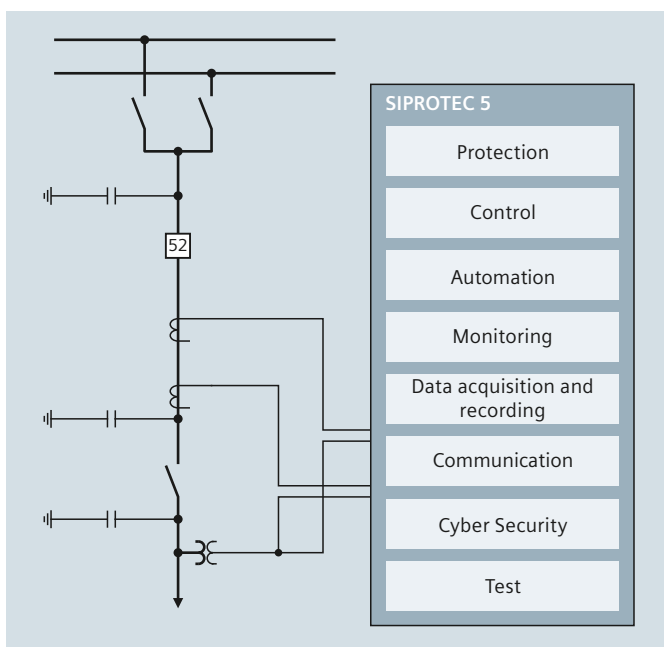 SIPROTEC 5
Protection
Control
52
Automation
Monitoring
Data acquisition and
recording
Communication
Cyber Security
Test